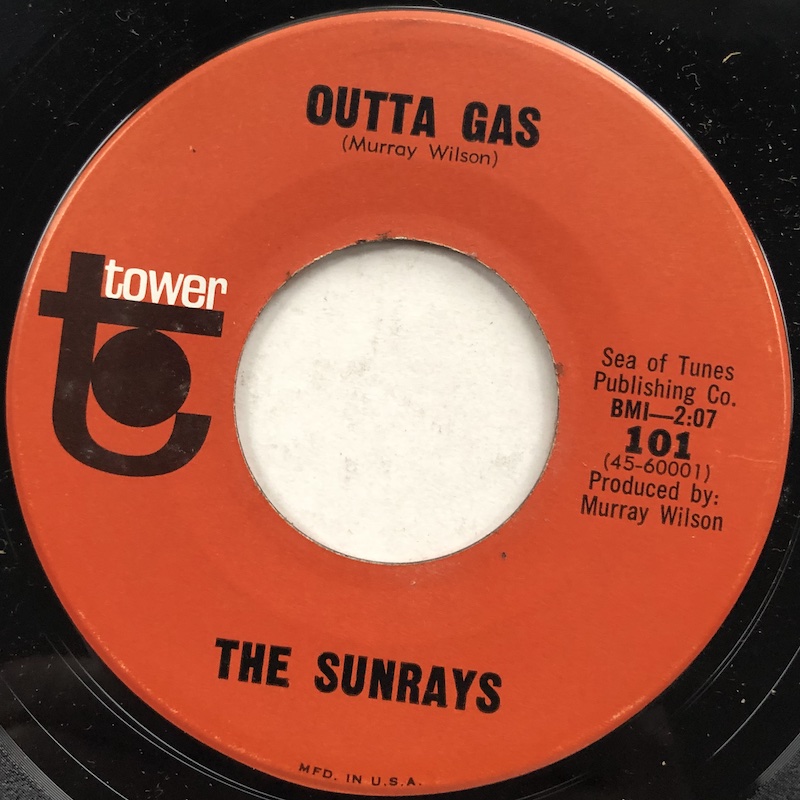 OUTTA GAS
(Murray Wilson)
tower
Sea of Tunes
Publishing Co.
BMI—2:07
101
(45-60001)
Produced by:
Murray Wilson
THE SUNRAYS
MFD. IN U.S.A.